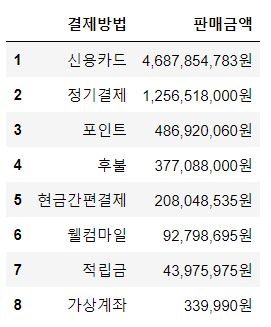 결제방법 판매금액
1 신용카드 4,687,854,783원
2 정기결제 1,256,518,000원
3 포인트 486,920,060원
4 후불 377,088,000원
5 현금간편결제 208,048,535원
6 웰컴마일 92,798,695원
7 적립금 43,975,975원
8 가상계좌 339,990원